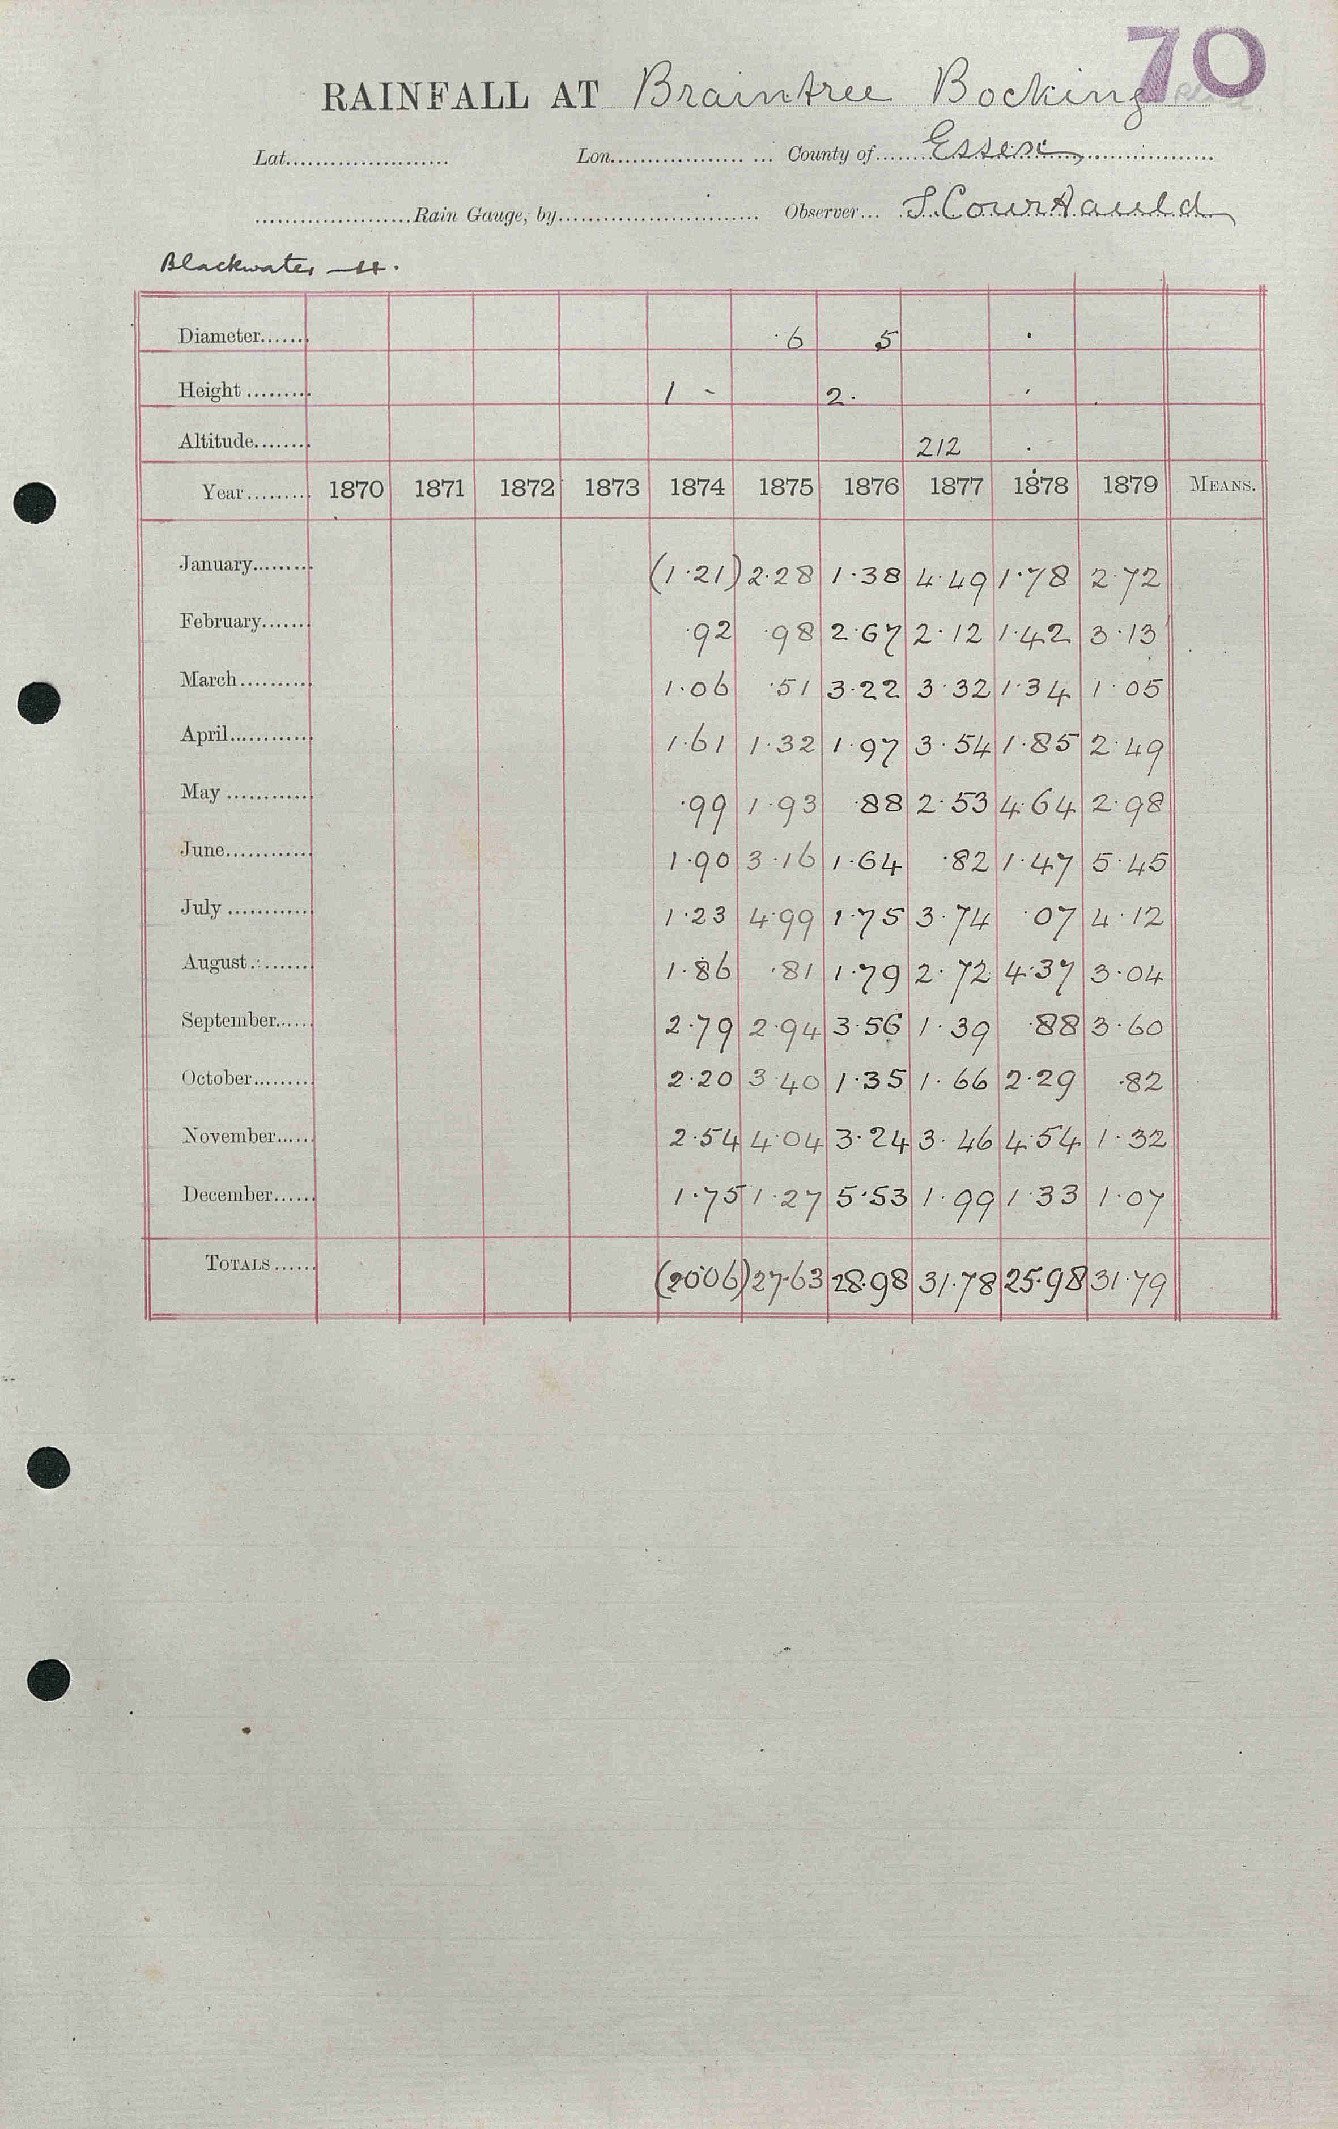 70
RAINFALL AT Braintree Bocking
Lat...................... Lon..................... County of........Essex
......................Rain Gauge, by........................... Observer... S. Courtauld
Blackwater
Diameter....... 6 5
Height ......... 1 - 2.
Altitude........ 212
Year......... 1870 1871 1872 1873 1874 1875 1876 1877 1878 1879 MEANS.
January......... (1.21) 2.28 1.38 4.49 1.78 2.72
February....... .92 .98 2.67 2.12 1.42 3.13
March.......... 1.06 .51 3.22 3.32 1.34 1.05
April............ 1.61 1.32 1.97 3.54 1.85 2.49
May ............ .99 1.93 .88 2.53 4.64 2.98
June............ 1.90 3.16 1.64 .82 1.47 5.45
July ............ 1.23 4.99 1.75 3.74 .07 4.12
August......... 1.86 .81 1.79 2.72 4.37 3.04
September...... 2.79 2.94 3.56 1.39 .88 3.60
October......... 2.20 3.40 1.35 1.66 2.29 .82
November...... 2.54 4.04 3.24 3.46 4.54 1.32
December...... 1.75 1.27 5.53 1.99 1.33 1.07
TOTALS...... (20.06) 27.63 28.98 31.78 25.98 31.79